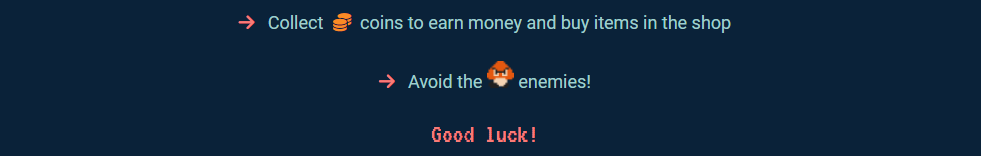 → Collect coins to earn money and buy items in the shop
→ Avoid the enemies!
Good luck!